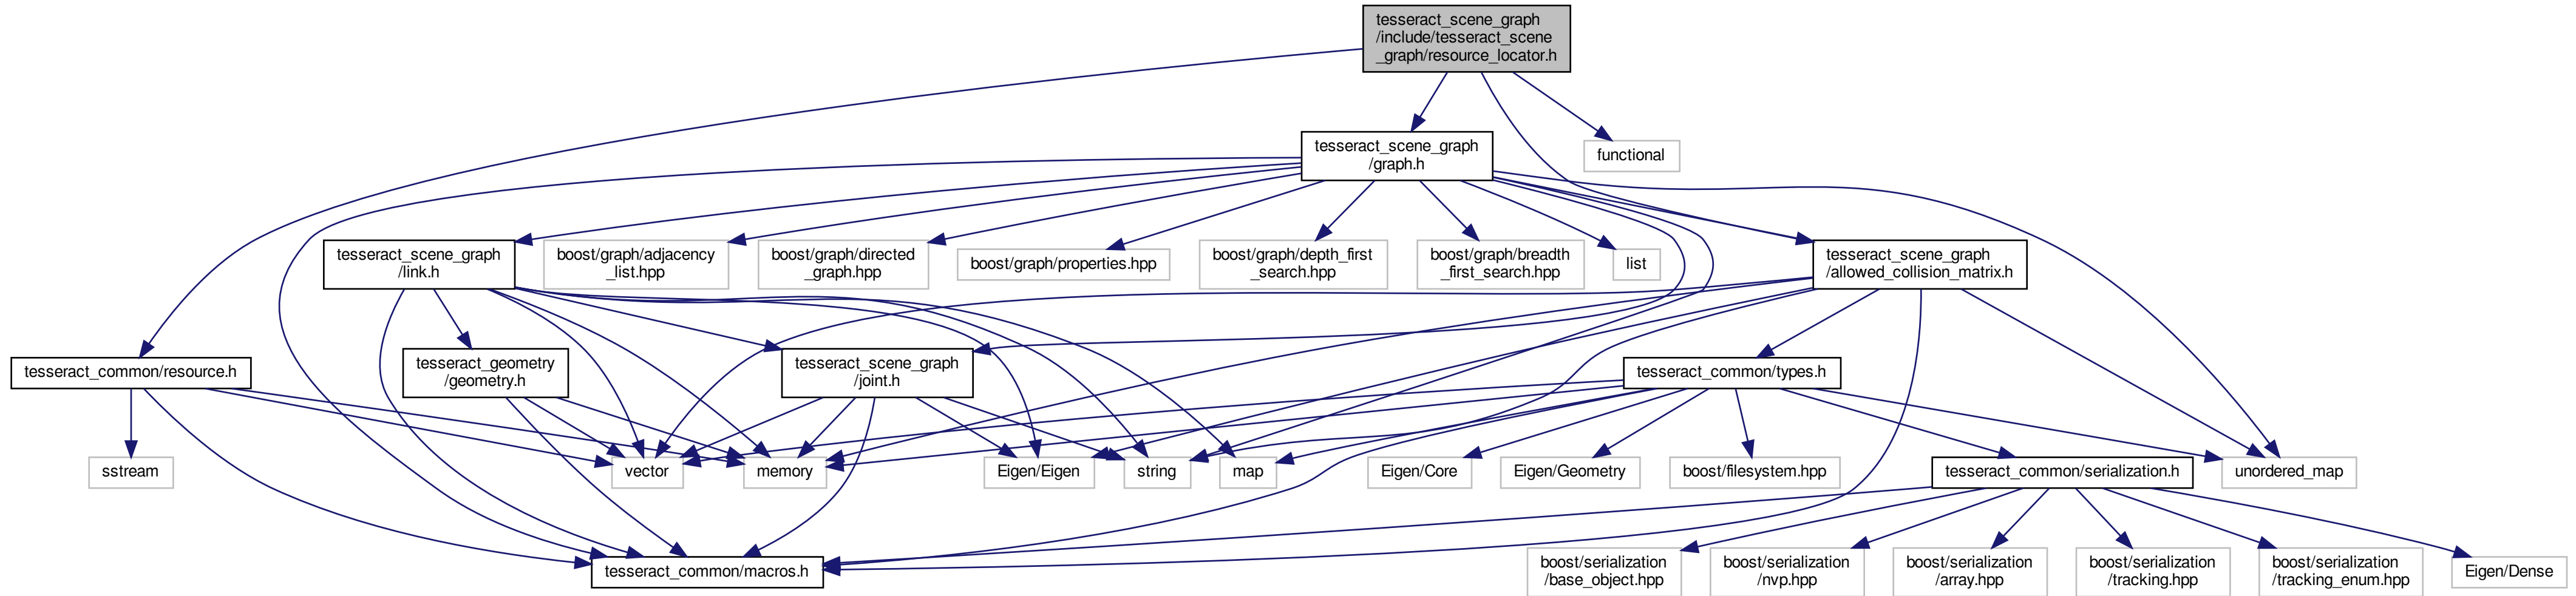 tesseract_scene_graph
/include/tesseract_scene
_graph/resource_locator.h
tesseract_scene_graph
/graph.h
functional
tesseract_scene_graph
/link.h
boost/graph/adjacency
_list.hpp
boost/graph/directed
_graph.hpp
boost/graph/properties.hpp
boost/graph/depth_first
_search.hpp
boost/graph/breadth
_first_search.hpp
list
tesseract_scene_graph
/allowed_collision_matrix.h
tesseract_common/resource.h
tesseract_geometry
/geometry.h
tesseract_scene_graph
/joint.h
tesseract_common/types.h
sstream
vector
memory
Eigen/Eigen
string
map
Eigen/Core
Eigen/Geometry
boost/filesystem.hpp
tesseract_common/serialization.h
unordered_map
tesseract_common/macros.h
boost/serialization
/base_object.hpp
boost/serialization
/nvp.hpp
boost/serialization
/array.hpp
boost/serialization
/tracking.hpp
boost/serialization
/tracking_enum.hpp
Eigen/Dense